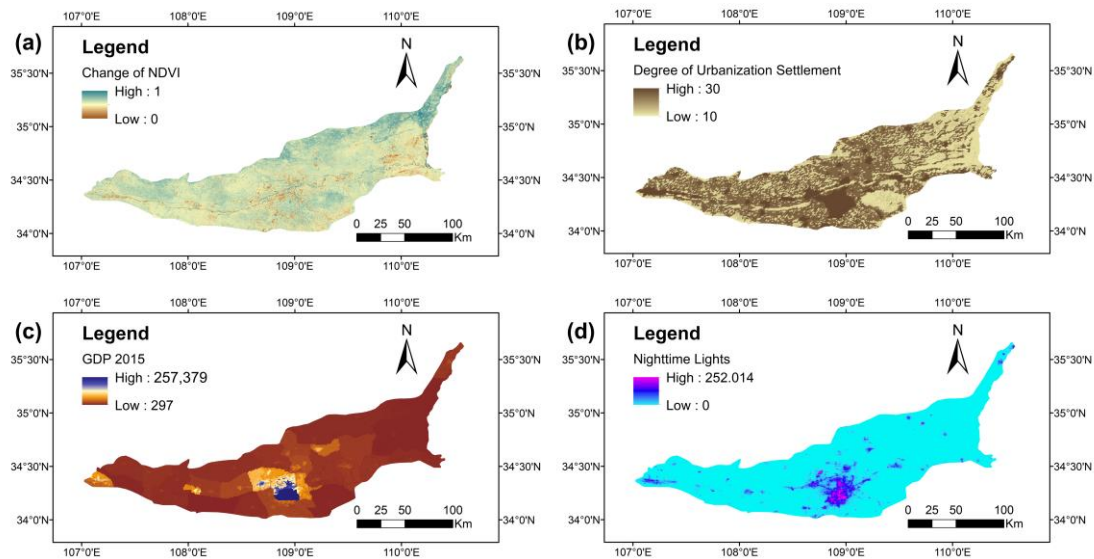 107°0'E 108°0'E 109°0'E 110°0'E
(a) Legend
Change of NDVI
High : 1
Low : 0
N
35°30'N 35°30'N
35°0'N 35°0'N
34°30'N 34°30'N
34°0'N 34°0'N
0 25 50 100
Km
107°0'E 108°0'E 109°0'E 110°0'E
107°0'E 108°0'E 109°0'E 110°0'E
(b) Legend
Degree of Urbanization Settlement
High : 30
Low : 10
N
35°30'N 35°30'N
35°0'N 35°0'N
34°30'N 34°30'N
34°0'N 34°0'N
0 25 50 100
Km
107°0'E 108°0'E 109°0'E 110°0'E
107°0'E 108°0'E 109°0'E 110°0'E
(c) Legend
GDP 2015
High : 257,379
Low : 297
N
35°30'N 35°30'N
35°0'N 35°0'N
34°30'N 34°30'N
34°0'N 34°0'N
0 25 50 100
Km
107°0'E 108°0'E 109°0'E 110°0'E
107°0'E 108°0'E 109°0'E 110°0'E
(d) Legend
Nighttime Lights
High : 252.014
Low : 0
N
35°30'N 35°30'N
35°0'N 35°0'N
34°30'N 34°30'N
34°0'N 34°0'N
0 25 50 100
Km
107°0'E 108°0'E 109°0'E 110°0'E